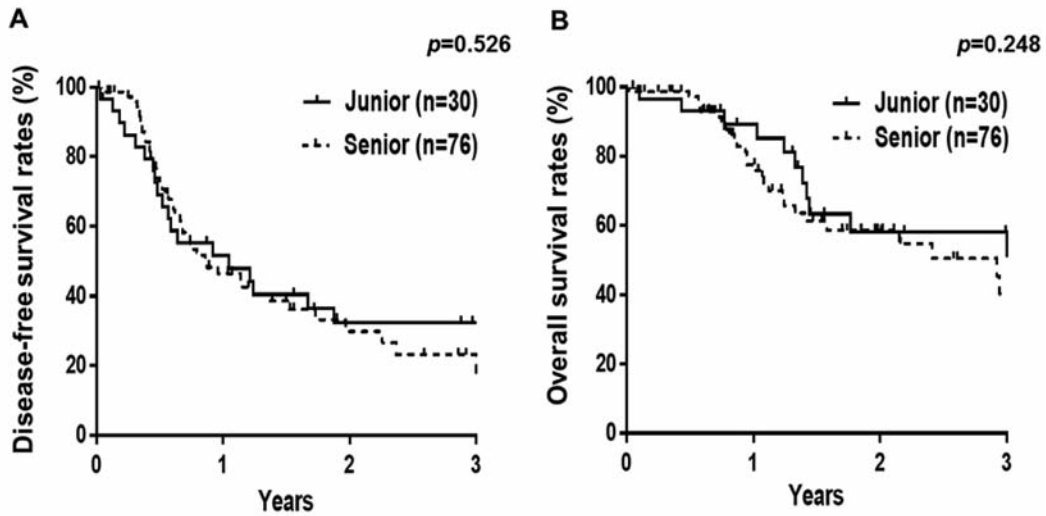 A
p=0.526
Disease-free survival rates (%)
100
80
60
40
20
0
Junior (n=30)
Senior (n=76)
0 1 2 3
Years
B
p=0.248
Overall survival rates (%)
100
80
60
40
20
0
Junior (n=30)
Senior (n=76)
0 1 2 3
Years